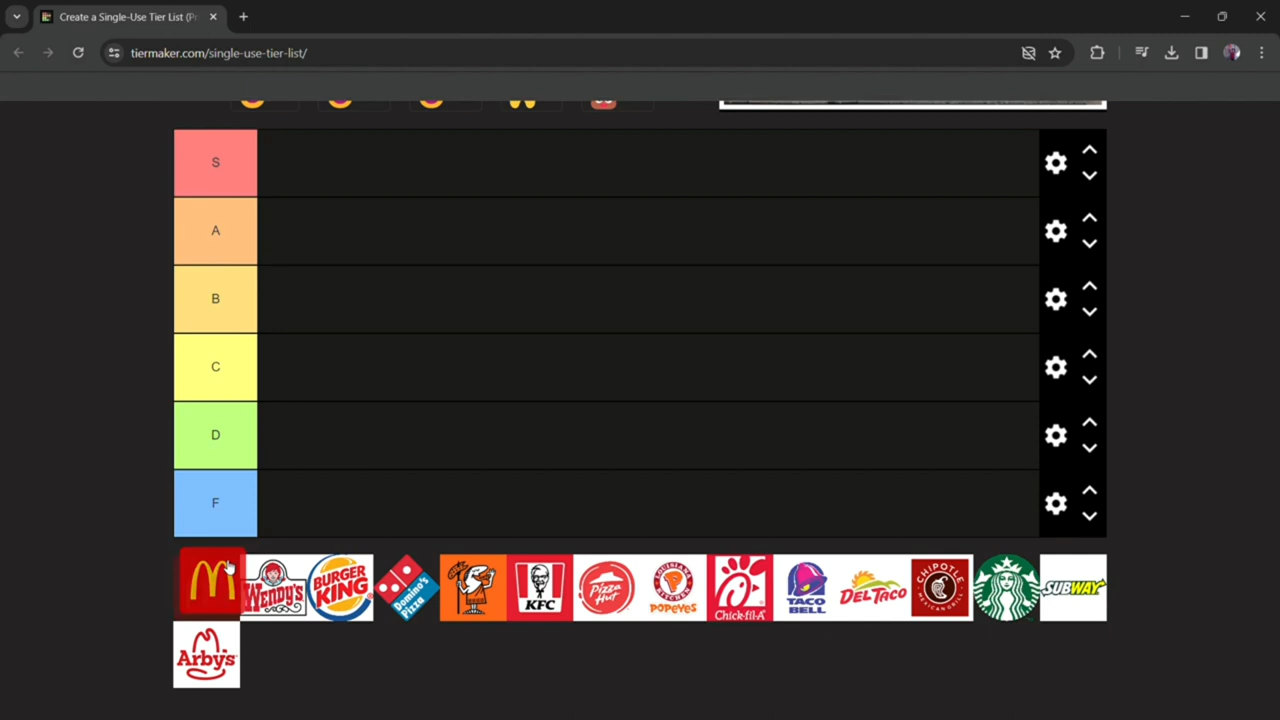 Create a Single-Use Tier List (Pr
tiermaker.com/single-use-tier-list/
S
A
B
C
D
F
WENDY'S
BURGER
KING
Domino's
Pizza
KFC
Pizza Hut
LOUISIANA
KITCHEN
POPEYES
Chick-fil-A
TACO
BELL
DEL TACO
CHIPOTLE
MEXICAN GRILL
SUBWAY
Arby's